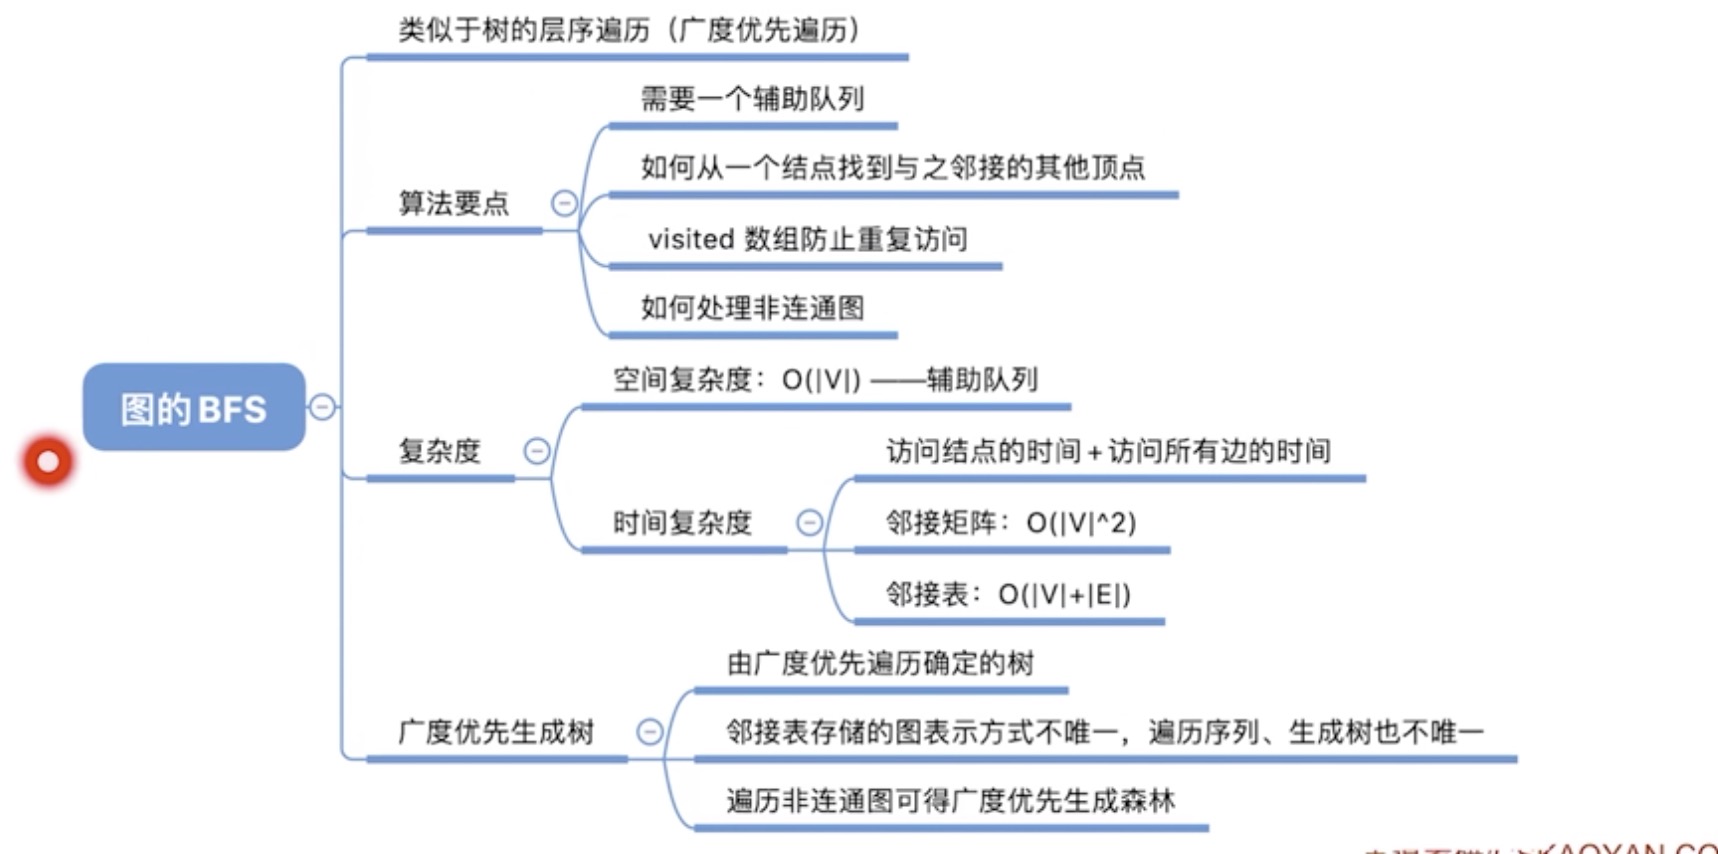 类似于树的层序遍历（广度优先遍历）
需要一个辅助队列
如何从一个结点找到与之邻接的其他顶点
算法要点
visited 数组防止重复访问
如何处理非连通图
空间复杂度：O(|V|) ——辅助队列
图的BFS
复杂度
访问结点的时间+访问所有边的时间
时间复杂度
邻接矩阵：O(|V|^2)
邻接表：O(|V|+|E|)
由广度优先遍历确定的树
广度优先生成树
邻接表存储的图表示方式不唯一，遍历序列、生成树也不唯一
遍历非连通图可得广度优先生成森林
KAOYAN.CO